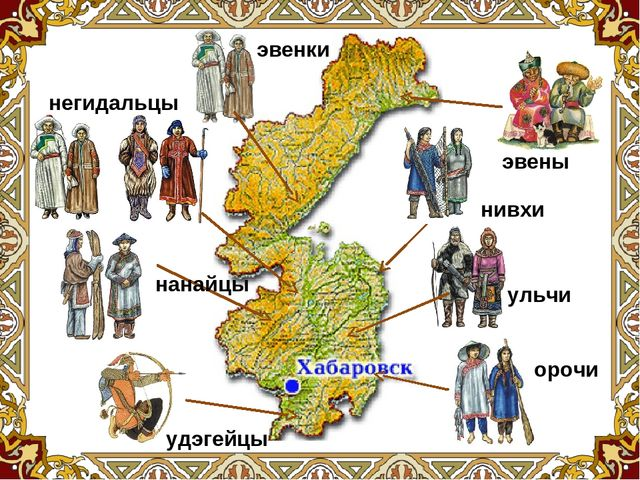 эвенки
негидальцы
эвены
нивхи
нанайцы
ульчи
Хабаровск
орочи
удэгейцы